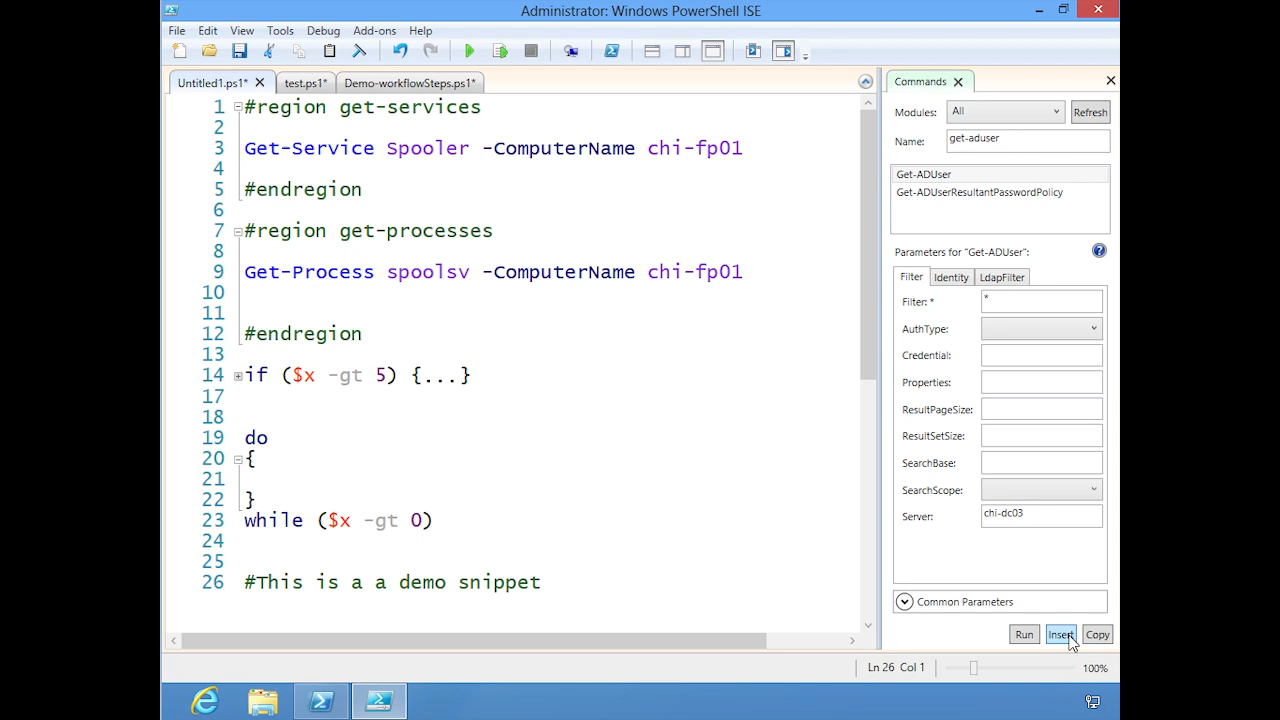 Administrator: Windows PowerShell ISE
File Edit View Tools Debug Add-ons Help
Untitled1.ps1* test.ps1* Demo-workflowSteps.ps1*
1 #region get-services
2
3 Get-Service Spooler -ComputerName chi-fp01
4
5 #endregion
6
7 #region get-processes
8
9 Get-Process spoolsv -ComputerName chi-fp01
10
11
12 #endregion
13
14 if ($x -gt 5) {...}
17
18
19 do
20 {
21
22 }
23 while ($x -gt 0)
24
25
26 #This is a a demo snippet
Commands
Modules: All Refresh
Name: get-aduser
Get-ADUser
Get-ADUserResultantPasswordPolicy
Parameters for "Get-ADUser":
Filter Identity LdapFilter
Filter: * *
AuthType:
Credential:
Properties:
ResultPageSize:
ResultSetSize:
SearchBase:
SearchScope:
Server: chi-dc03
Common Parameters
Run Insert Copy
Ln 26 Col 1 100%